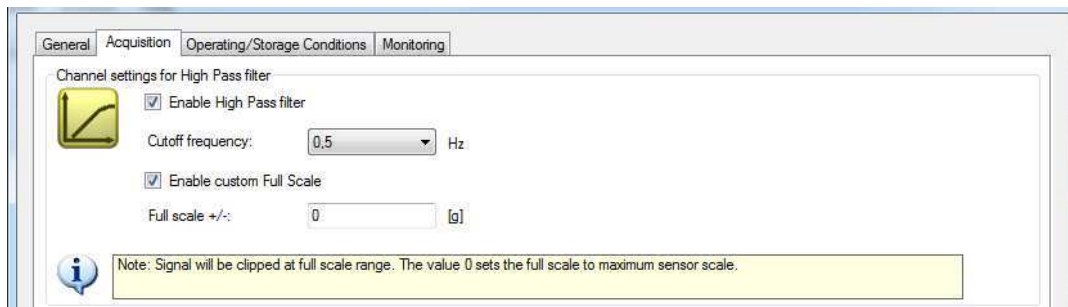 General Acquisition Operating/Storage Conditions Monitoring
Channel settings for High Pass filter
Enable High Pass filter
Cutoff frequency: 0,5 Hz
Enable custom Full Scale
Full scale +/-: 0 [g]
Note: Signal will be clipped at full scale range. The value 0 sets the full scale to maximum sensor scale.